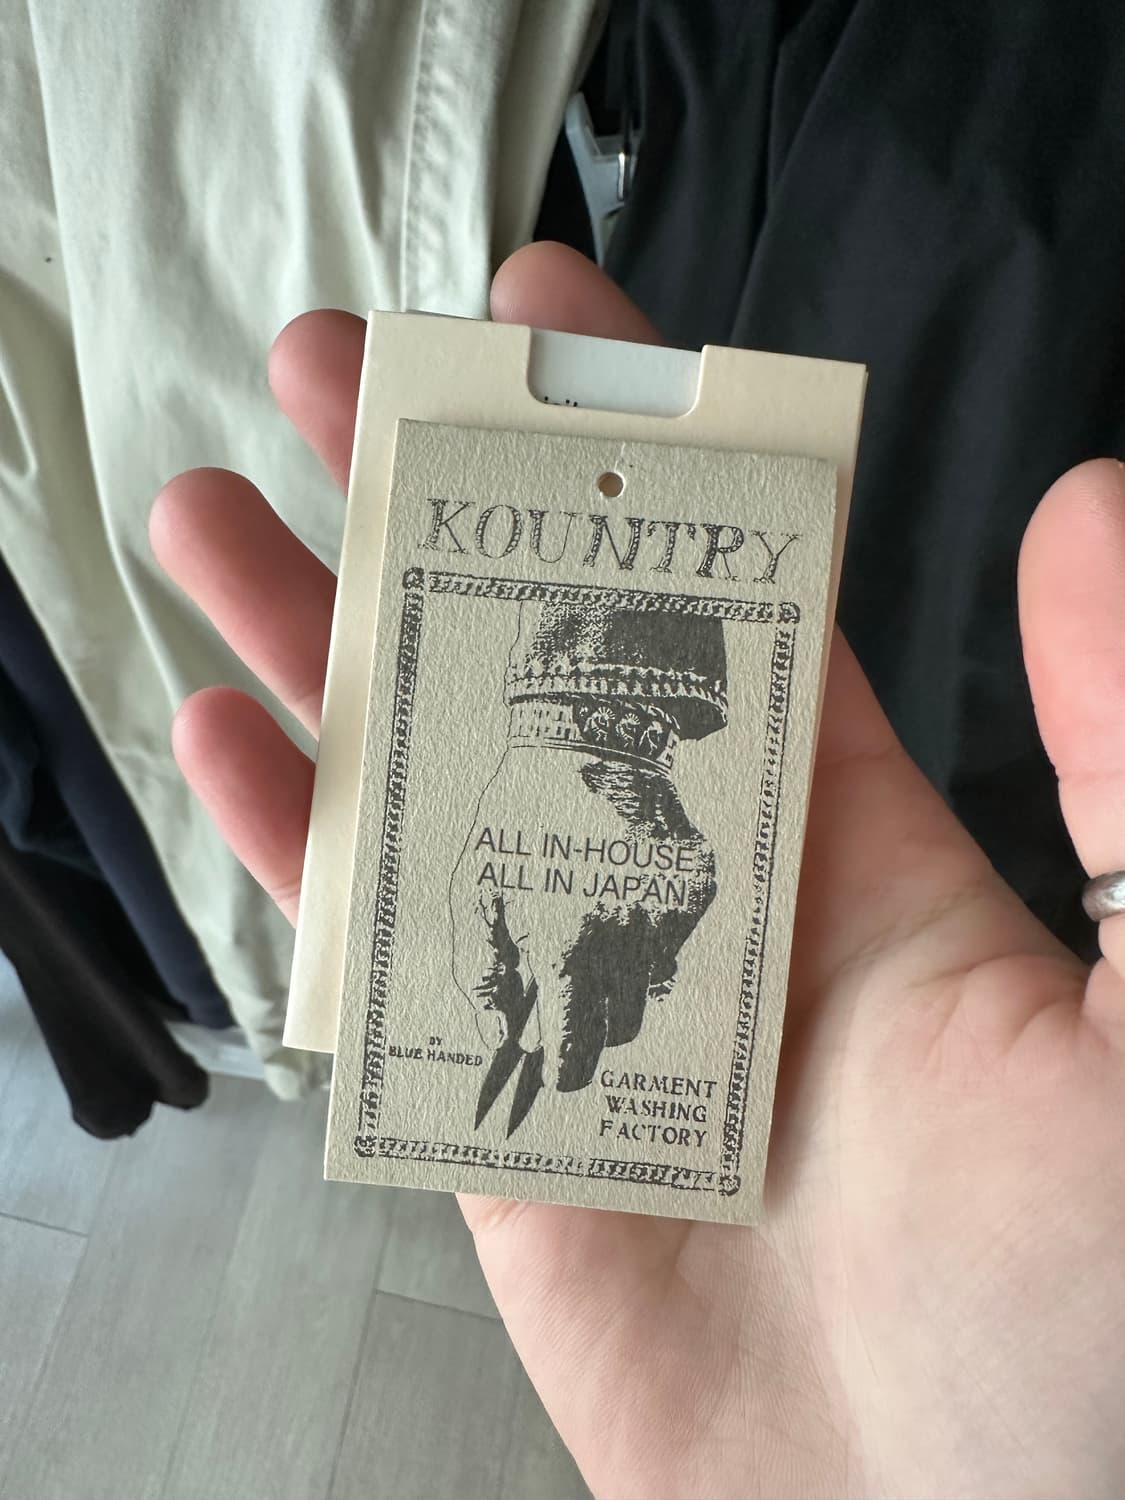 KOUNTRY
ALL IN-HOUSE
ALL IN JAPAN
BY
BLUE HANDED
GARMENT
WASHING
FACTORY